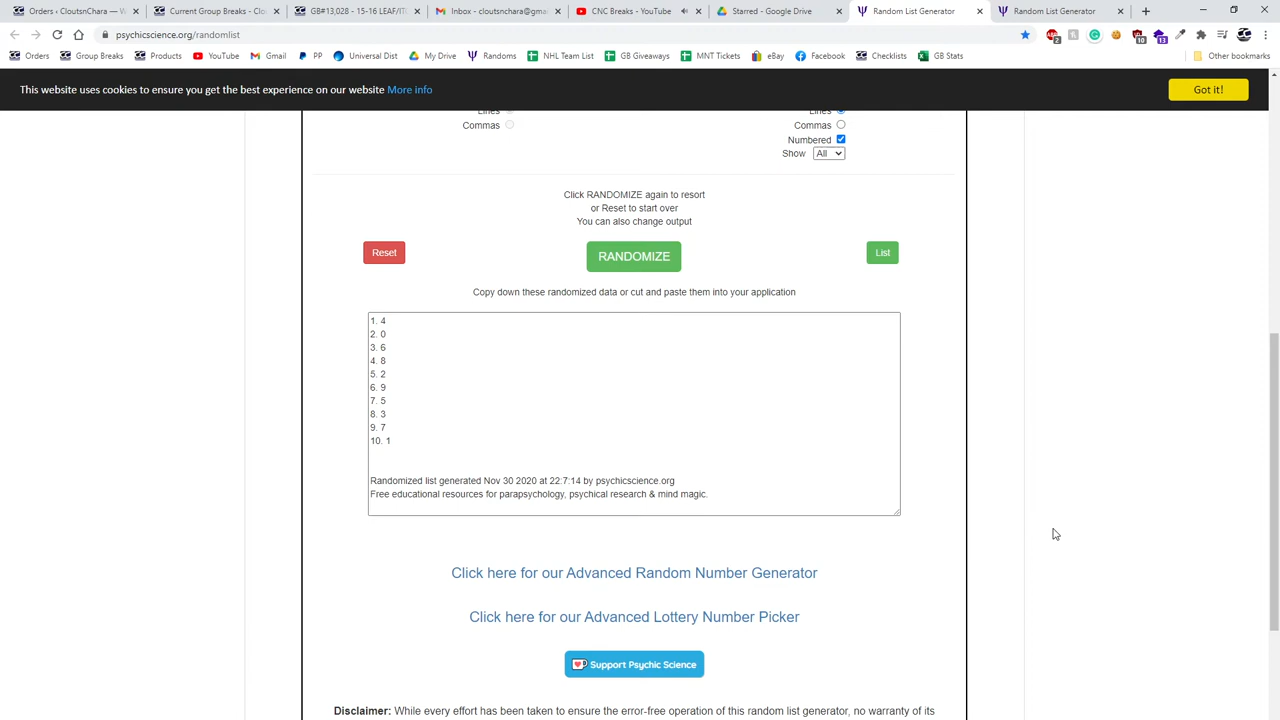 Orders ‹ CloutsnChara — W
Current Group Breaks - Clo
GB#13,028 - 15-16 LEAF/IT
Inbox - cloutsnchara@gma
CNC Breaks - YouTube
Starred - Google Drive
Random List Generator
Random List Generator
psychicscience.org/randomlist
Orders
Group Breaks
Products
YouTube
Gmail
PP
Universal Dist
My Drive
Randoms
NHL Team List
GB Giveaways
MNT Tickets
eBay
Facebook
Checklists
GB Stats
Other bookmarks
This website uses cookies to ensure you get the best experience on our website More info
Got it!
Lines
Lines
Commas
Commas
Numbered
Show All
Click RANDOMIZE again to resort
or Reset to start over
You can also change output
Reset
RANDOMIZE
List
Copy down these randomized data or cut and paste them into your application
1. 4
2. 0
3. 6
4. 8
5. 2
6. 9
7. 5
8. 3
9. 7
10. 1
Randomized list generated Nov 30 2020 at 22:7:14 by psychicscience.org
Free educational resources for parapsychology, psychical research & mind magic.
Click here for our Advanced Random Number Generator
Click here for our Advanced Lottery Number Picker
Support Psychic Science
Disclaimer: While every effort has been taken to ensure the error-free operation of this random list generator, no warranty of its